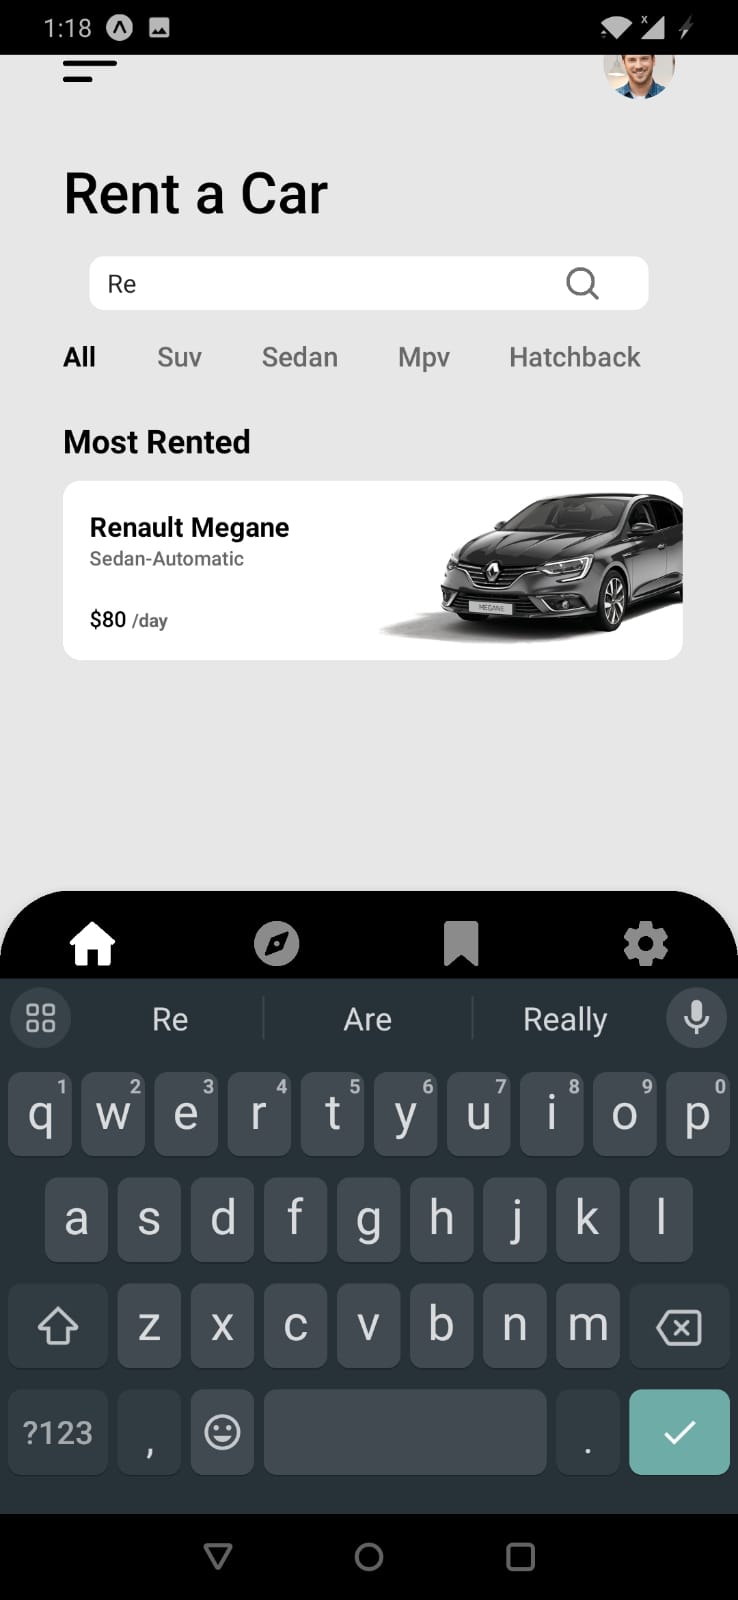 1:18
Rent a Car
Re
All Suv Sedan Mpv Hatchback
Most Rented
Renault Megane
Sedan-Automatic
$80 /day
MEGANE
Re Are Really
1 2 3 4 5 6 7 8 9 0
q w e r t y u i o p
a s d f g h j k l
z x c v b n m
?123 , .